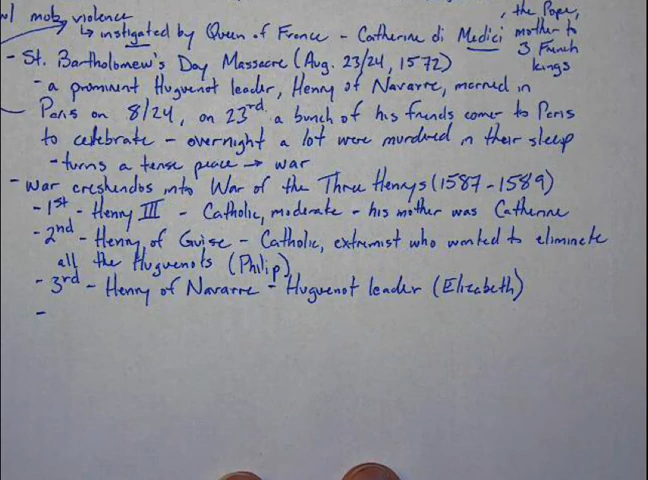 w/ mob violence
, the Pope,
↳ instigated by Queen of France - Catherine di Medici
mother to
3 French
kings
- St. Bartholomew's Day Massacre (Aug. 23/24, 1572)
- a prominent Huguenot leader, Henry of Navarre, married in
Paris on 8/24, on 23rd a bunch of his friends come to Paris
to celebrate - overnight a lot were murdred in their sleep
- turns a tense peace → war
- war creshendos into War of the Three Henrys (1587-1589)
- 1st - Henry III - Catholic, moderate - his mother was Catherine
- 2nd - Henry of Guise - Catholic, extremist who wanted to eliminate
all the Huguenots (Philip)
- 3rd - Henry of Navarre - Huguenot leader (Elizabeth)
-